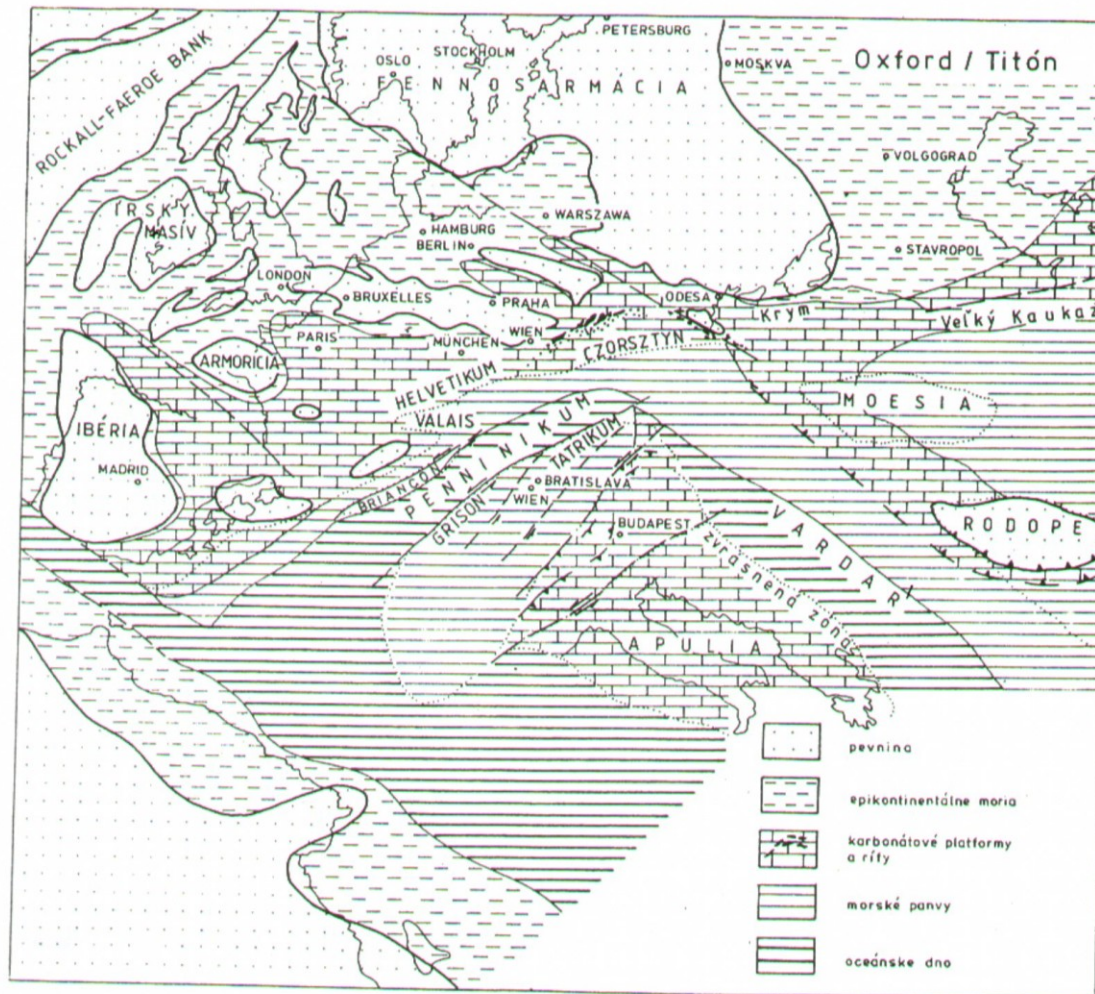 PETERSBURG
STOCKHOLM
OSLO
MOSKVA
Oxford / Titón
FENNOSARMÁCIA
ROCKALL-FAEROE BANK
VOLGOGRAD
ÍRSKY
MASÍV
WARSZAWA
HAMBURG
BERLIN
STAVROPOL
LONDON
BRUXELLES
PRAHA
ODESA
Krym
Veľký Kaukaz
PARIS
MÜNCHEN
WIEN
CZORSZTYN
ARMORICIA
HELVETIKUM
VALAIS
MOESIA
IBÉRIA
MADRID
BRIANÇON
PENNINIKUM
GRISON
TATRIKUM
BRATISLAVA
WIEN
BUDAPEST
VARDAR
zvrásnená zóna
RODOPE
APULIA
pevnina
epikontinentálne moria
karbonátové platformy
a ríty
morské panvy
oceánske dno